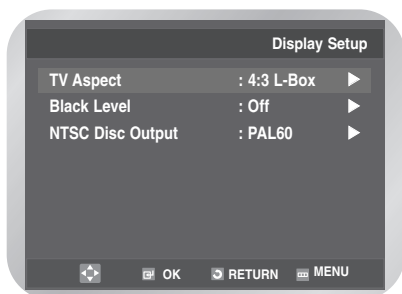 Display Setup
TV Aspect : 4:3 L-Box
Black Level : Off
NTSC Disc Output : PAL60
OK RETURN MENU